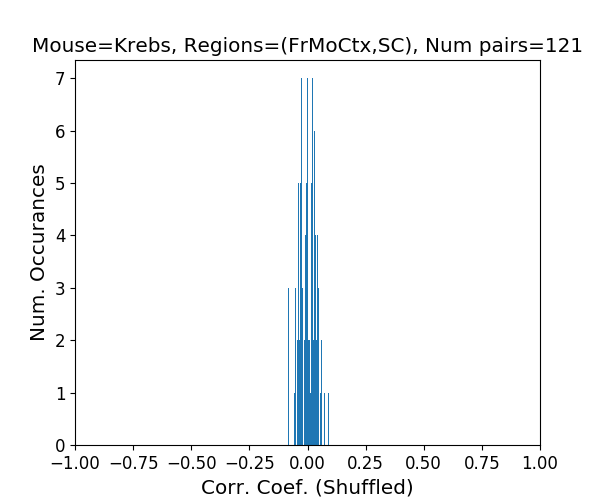 Mouse=Krebs, Regions=(FrMoCtx,SC), Num pairs=121
7
6
5
4
3
2
1
0
Num. Occurances
−1.00 −0.75 −0.50 −0.25 0.00 0.25 0.50 0.75 1.00
Corr. Coef. (Shuffled)